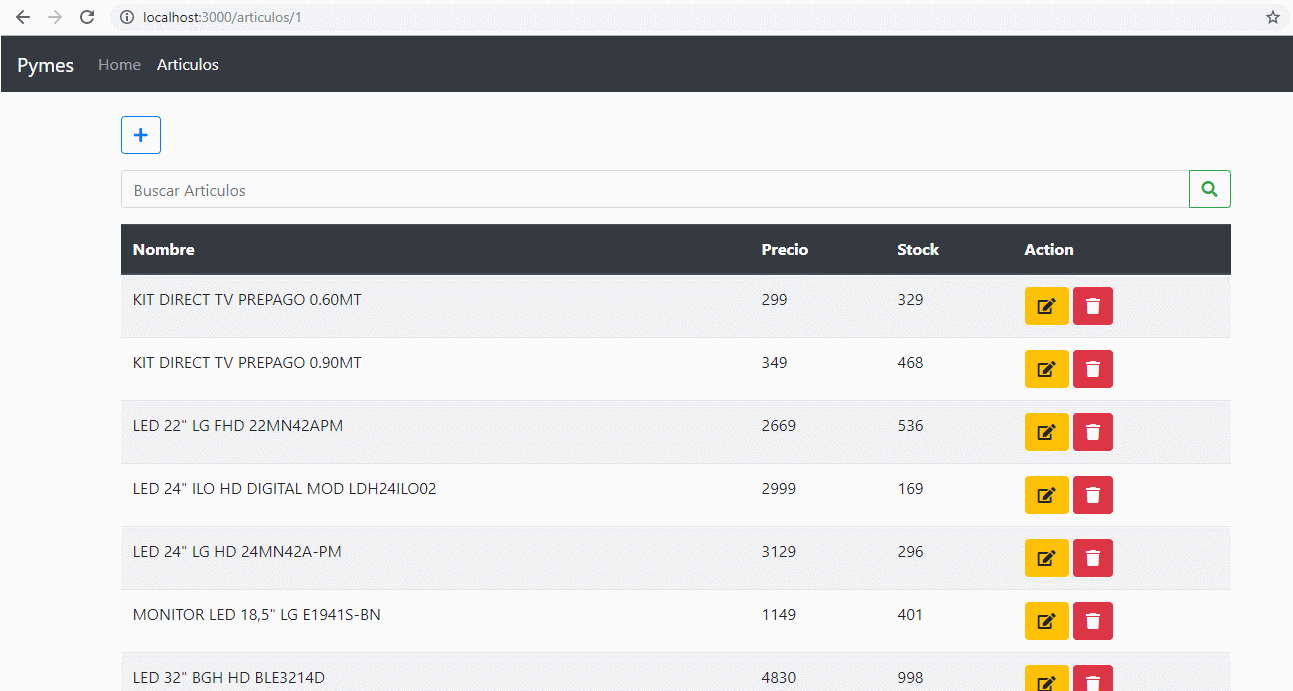 localhost:3000/articulos/1
Pymes Home Articulos
Buscar Articulos
Nombre Precio Stock Action
KIT DIRECT TV PREPAGO 0.60MT 299 329
KIT DIRECT TV PREPAGO 0.90MT 349 468
LED 22" LG FHD 22MN42APM 2669 536
LED 24" ILO HD DIGITAL MOD LDH24ILO02 2999 169
LED 24" LG HD 24MN42A-PM 3129 296
MONITOR LED 18,5" LG E1941S-BN 1149 401
LED 32" BGH HD BLE3214D 4830 998